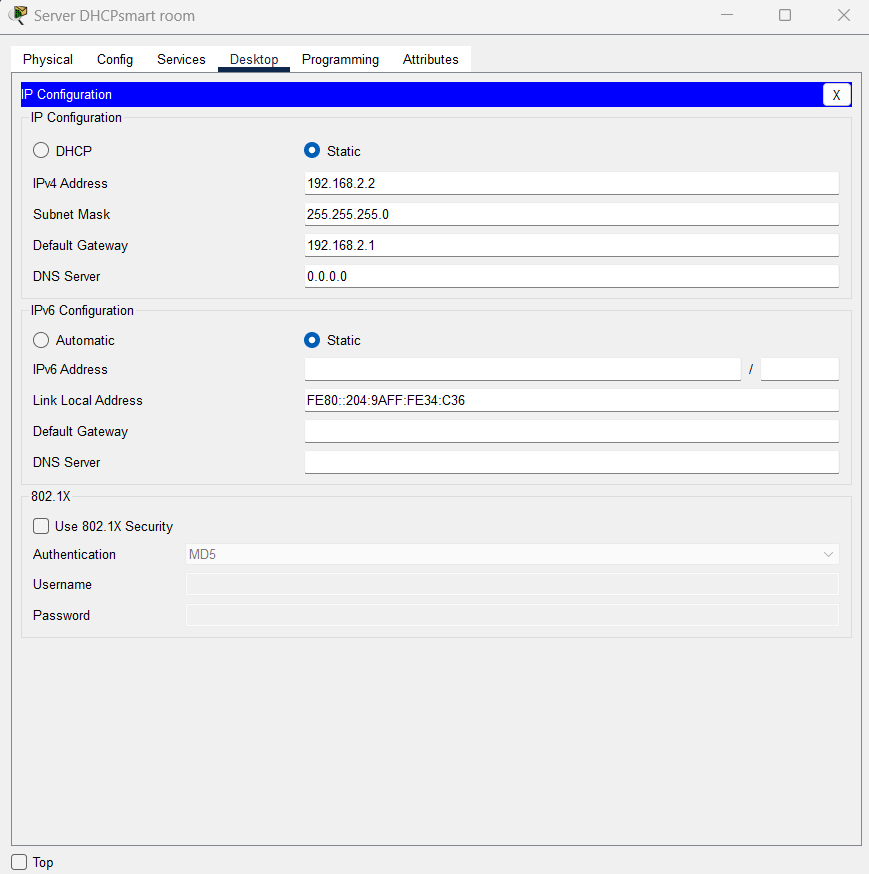 Server DHCPsmart room
Physical Config Services Desktop Programming Attributes
IP Configuration X
IP Configuration
DHCP Static
IPv4 Address 192.168.2.2
Subnet Mask 255.255.255.0
Default Gateway 192.168.2.1
DNS Server 0.0.0.0
IPv6 Configuration
Automatic Static
IPv6 Address /
Link Local Address FE80::204:9AFF:FE34:C36
Default Gateway
DNS Server
802.1X
Use 802.1X Security
Authentication MD5
Username
Password
Top